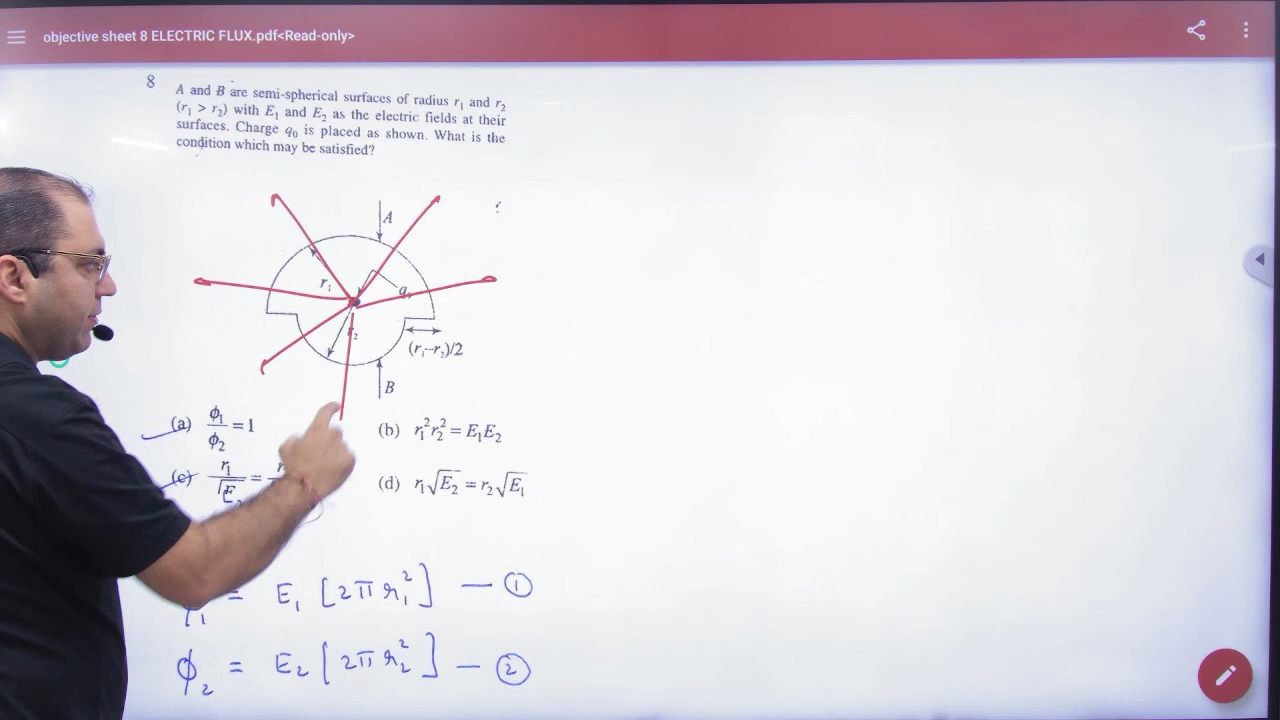 objective sheet 8 ELECTRIC FLUX.pdf<Read-only>
8
A and B are semi-spherical surfaces of radius r₁ and r₂
(r₁ > r₂) with E₁ and E₂ as the electric fields at their
surfaces. Charge q₀ is placed as shown. What is the
condition which may be satisfied?
A
r₁
q
r₂
(r₁–r₂)/2
B
(a) ϕ₁/ϕ₂ = 1
(b) r₁²r₂² = E₁E₂
(c) r₁/√E₂ =
(d) r₁√E₂ = r₂√E₁
= E₁ [2π r₁²] — ①
ϕ₂ = E₂ [2π r₂²] — ②